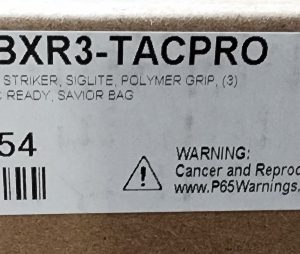 BXR3-TACPRO
STRIKER, SIGLITE, POLYMER GRIP, (3)
READY, SAVIOR BAG
54
WARNING:
Cancer and Reprod
www.P65Warnings.